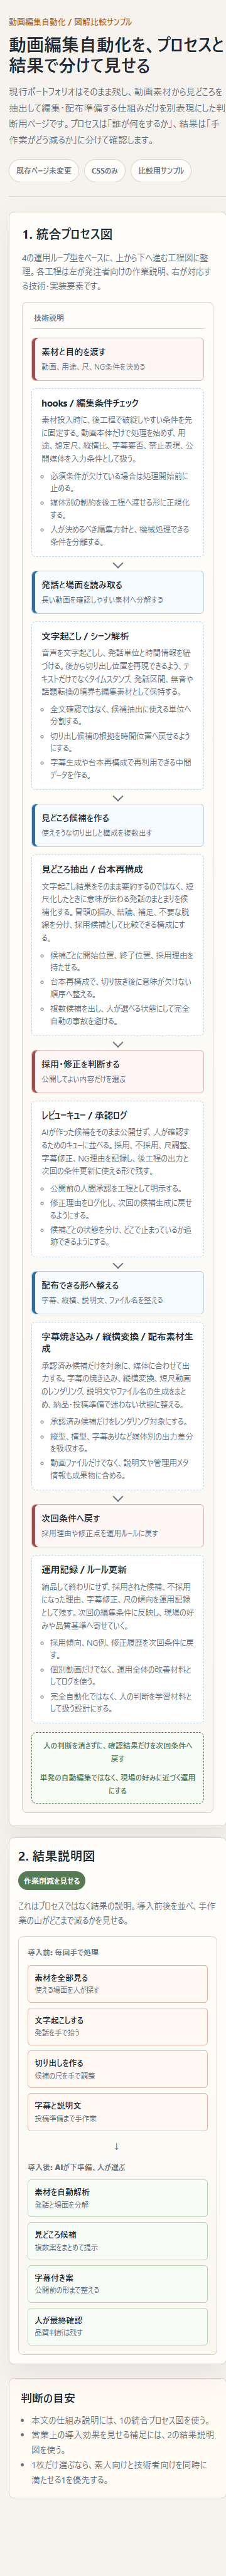 動画編集自動化 / 図解比較サンプル
動画編集自動化を、プロセスと
結果で分けて見せる
現行ポートフォリオはそのまま残し、動画素材から見どころを
抽出して編集・配布準備する仕組みだけを別表現にした判
断用ページです。プロセスは「誰が何をするか」、結果は「手
作業がどう減るか」に分けて確認します。
既存ページ未変更
CSSのみ
比較用サンプル
1. 統合プロセス図
4の運用ループ型をベースに、上から下へ進む工程図に整
理。各工程は左が発注者向けの作業説明、右が対応す
る技術・実装要素です。
技術説明
素材と目的を渡す
動画、用途、尺、NG条件を決める
hooks / 編集条件チェック
素材投入時に、後工程で破綻しやすい条件を先
に固定する。動画本体だけで処理を始めず、用
途、想定尺、縦横比、字幕要否、禁止表現、公
開媒体を入力条件として扱う。
必須条件が欠けている場合は処理開始前に
止める。
媒体別の制約を後工程へ渡せる形に正規化
する。
人が決めるべき編集方針と、機械処理できる
条件を分離する。
発話と場面を読み取る
長い動画を確認しやすい素材へ分解する
文字起こし / シーン解析
音声を文字起こしし、発話単位と時間情報を紐
づける。後から切り出し位置を再現できるよう、テ
キストだけでなくタイムスタンプ、発話区間、無音や
話題転換の境界も編集素材として保持する。
全文確認ではなく、候補抽出に使える単位へ
分割する。
切り出し候補の根拠を時間位置へ戻せるよう
にする。
字幕生成や台本再構成で再利用できる中間
データを作る。
見どころ候補を作る
使えそうな切り出しと構成を複数出す
見どころ抽出 / 台本再構成
文字起こし結果をそのまま要約するのではなく、短
尺化したときに意味が伝わる発話のまとまりを候
補化する。冒頭の掴み、結論、補足、不要な脱
線を分け、採用候補として比較できる構成にす
る。
候補ごとに開始位置、終了位置、採用理由を
持たせる。
台本再構成で、切り抜き後に意味が欠けない
順序へ整える。
複数候補を出し、人が選べる状態にして完全
自動の事故を避ける。
採用・修正を判断する
公開してよい内容だけを選ぶ
レビューキュー / 承認ログ
AIが作った候補をそのまま公開せず、人が確認す
るためのキューに並べる。採用、不採用、尺調整、
字幕修正、NG理由を記録し、後工程の出力と
次回の条件更新に使える形で残す。
公開前の人間承認を工程として明示する。
修正理由をログ化し、次回の候補生成に戻せ
るようにする。
候補ごとの状態を分け、どこで止まっているか追
跡できるようにする。
配布できる形へ整える
字幕、縦横、説明文、ファイル名を整える
字幕焼き込み / 縦横変換 / 配布素材生
成
承認済み候補だけを対象に、媒体に合わせて出
力する。字幕の焼き込み、縦横変換、短尺動画
のレンダリング、説明文やファイル名の生成をまと
め、納品・投稿準備で迷わない状態に整える。
承認済み候補だけをレンダリング対象にする。
縦型、横型、字幕ありなど媒体別の出力差分
を吸収する。
動画ファイルだけでなく、説明文や管理用メタ
情報も成果物に含める。
次回条件へ戻す
採用理由や修正点を運用ルールに戻す
運用記録 / ルール更新
納品して終わりにせず、採用された候補、不採用
になった理由、字幕修正、尺の傾向を運用記録
として残す。次回の編集条件に反映し、現場の好
みや品質基準へ寄せていく。
採用傾向、NG例、修正履歴を次回条件に戻
す。
個別動画だけでなく、運用全体の改善材料とし
てログを使う。
完全自動化ではなく、人の判断を学習材料と
して扱う設計にする。
人の判断を消さずに、確認結果だけを次回条件へ
戻す
単発の自動編集ではなく、現場の好みに近づく運用
にする
2. 結果説明図
作業削減を見せる
これはプロセスではなく結果の説明。導入前後を並べ、手作
業の山がどこまで減るかを見せる。
導入前: 毎回手で処理
素材を全部見る
使える場面を人が探す
文字起こしする
発話を手で拾う
切り出しを作る
候補の尺を手で調整
字幕と説明文
投稿準備まで手作業
↓
導入後: AIが下準備、人が選ぶ
素材を自動解析
発話と場面を分解
見どころ候補
複数案をまとめて提示
字幕付き案
公開前の形まで整える
人が最終確認
品質判断は残す
判断の目安
本文の仕組み説明には、1の統合プロセス図を使う。
営業上の導入効果を見せる補足には、2の結果説明
図を使う。
1枚だけ選ぶなら、素人向けと技術者向けを同時に
満たせる1を優先する。